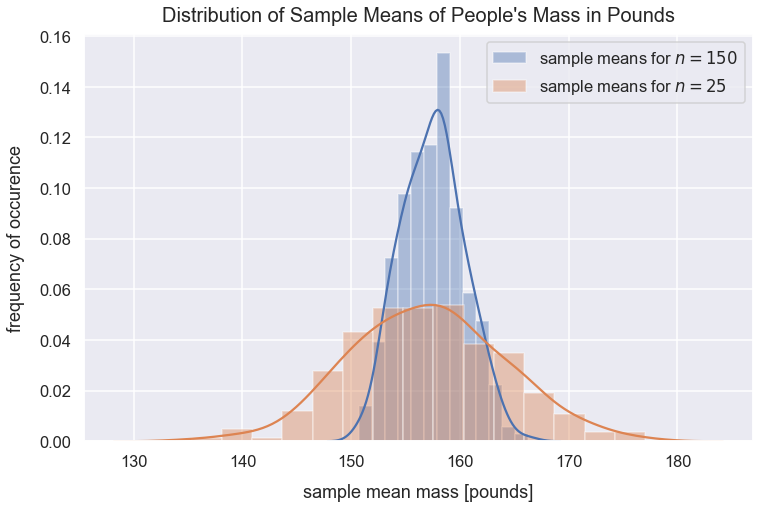 Distribution of Sample Means of People's Mass in Pounds
sample means for n = 150
sample means for n = 25
frequency of occurence
0.16
0.14
0.12
0.10
0.08
0.06
0.04
0.02
0.00
130 140 150 160 170 180
sample mean mass [pounds]